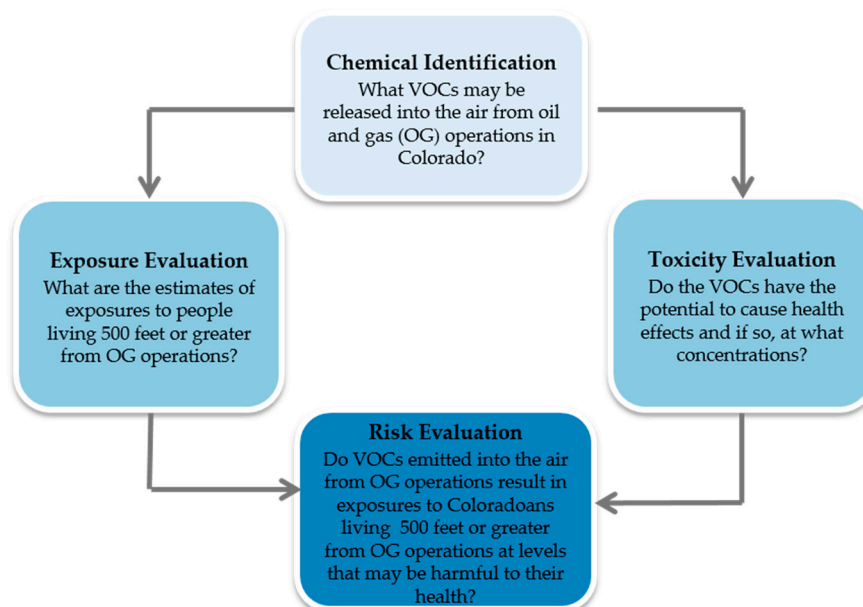 Chemical Identification
What VOCs may be
released into the air from oil
and gas (OG) operations in
Colorado?
Exposure Evaluation
What are the estimates of
exposures to people
living 500 feet or greater
from OG operations?
Toxicity Evaluation
Do the VOCs have the
potential to cause health
effects and if so, at what
concentrations?
Risk Evaluation
Do VOCs emitted into the air
from OG operations result in
exposures to Coloradoans
living 500 feet or greater
from OG operations at levels
that may be harmful to their
health?